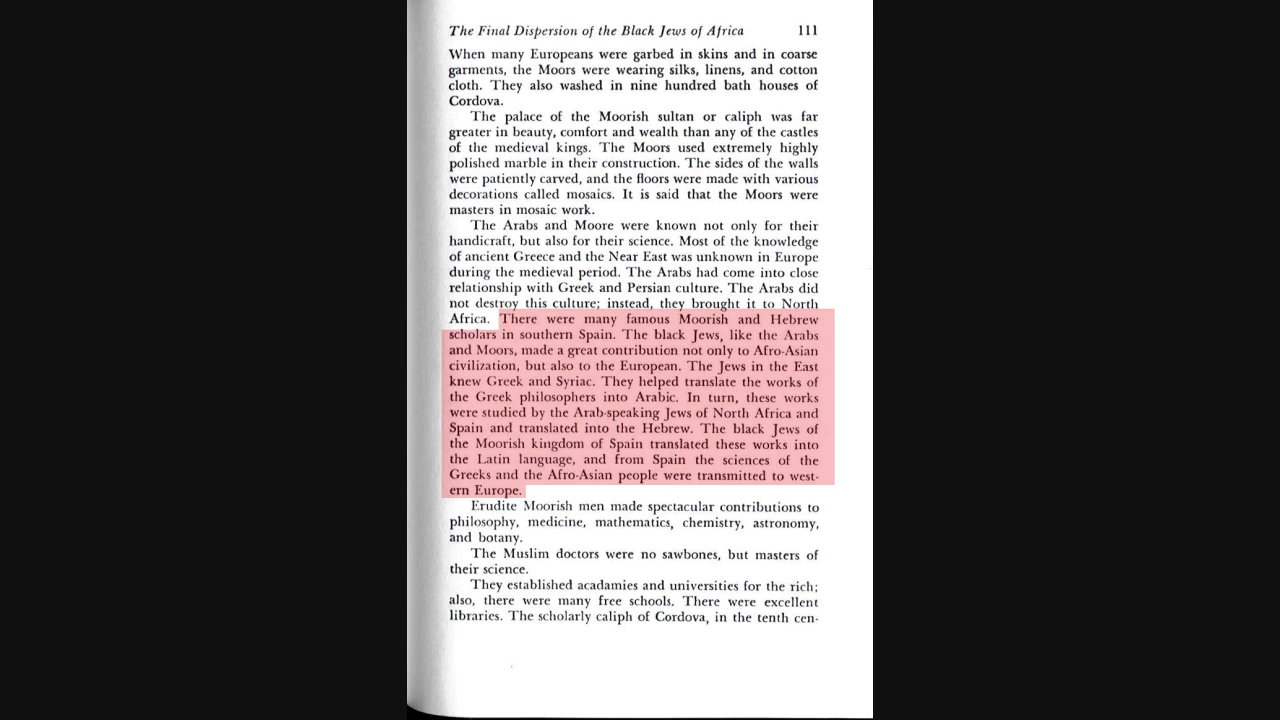 The Final Dispersion of the Black Jews of Africa 111
When many Europeans were garbed in skins and in coarse
garments, the Moors were wearing silks, linens, and cotton
cloth. They also washed in nine hundred bath houses of
Cordova.
The palace of the Moorish sultan or caliph was far
greater in beauty, comfort and wealth than any of the castles
of the medieval kings. The Moors used extremely highly
polished marble in their construction. The sides of the walls
were patiently carved, and the floors were made with various
decorations called mosaics. It is said that the Moors were
masters in mosaic work.
The Arabs and Moore were known not only for their
handicraft, but also for their science. Most of the knowledge
of ancient Greece and the Near East was unknown in Europe
during the medieval period. The Arabs had come into close
relationship with Greek and Persian culture. The Arabs did
not destroy this culture; instead, they brought it to North
Africa. There were many famous Moorish and Hebrew
scholars in southern Spain. The black Jews, like the Arabs
and Moors, made a great contribution not only to Afro-Asian
civilization, but also to the European. The Jews in the East
knew Greek and Syriac. They helped translate the works of
the Greek philosophers into Arabic. In turn, these works
were studied by the Arab-speaking Jews of North Africa and
Spain and translated into the Hebrew. The black Jews of
the Moorish kingdom of Spain translated these works into
the Latin language, and from Spain the sciences of the
Greeks and the Afro-Asian people were transmitted to west-
ern Europe.
Erudite Moorish men made spectacular contributions to
philosophy, medicine, mathematics, chemistry, astronomy,
and botany.
The Muslim doctors were no sawbones, but masters of
their science.
They established acadamies and universities for the rich;
also, there were many free schools. There were excellent
libraries. The scholarly caliph of Cordova, in the tenth cen-